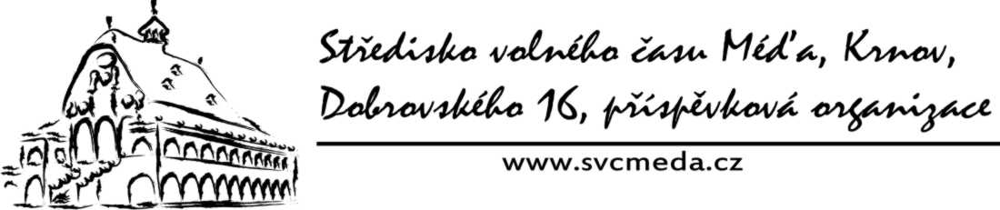 Středisko volného času Méďa, Krnov,
Dobrovského 16, příspěvková organizace
www.svcmeda.cz